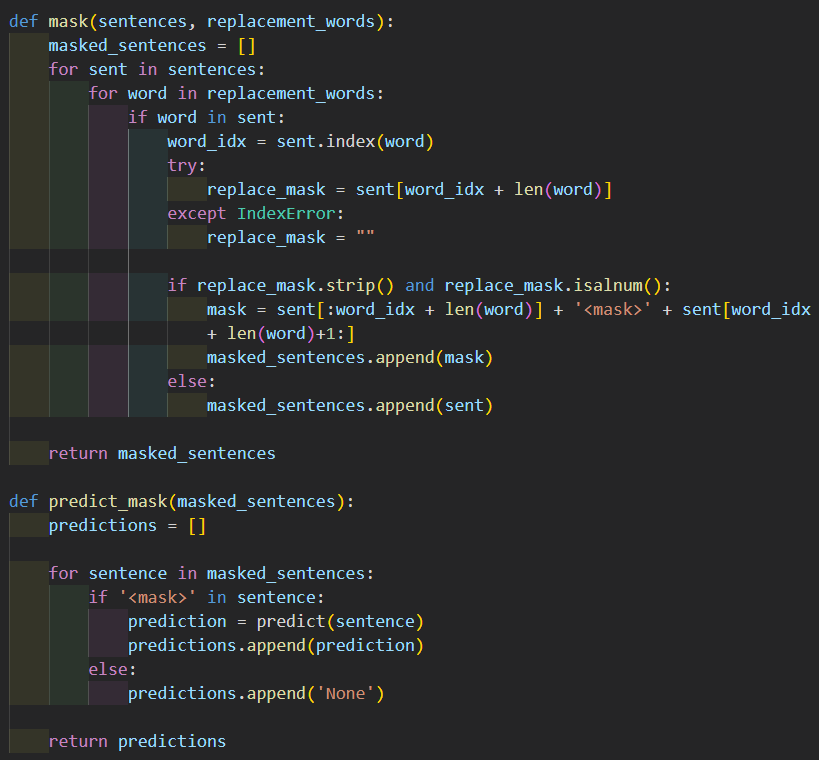 def mask(sentences, replacement_words):
    masked_sentences = []
    for sent in sentences:
        for word in replacement_words:
            if word in sent:
                word_idx = sent.index(word)
                try:
                    replace_mask = sent[word_idx + len(word)]
                except IndexError:
                    replace_mask = ""

                if replace_mask.strip() and replace_mask.isalnum():
                    mask = sent[:word_idx + len(word)] + '<mask>' + sent[word_idx
                    + len(word)+1:]
                    masked_sentences.append(mask)
                else:
                    masked_sentences.append(sent)

    return masked_sentences

def predict_mask(masked_sentences):
    predictions = []

    for sentence in masked_sentences:
        if '<mask>' in sentence:
            prediction = predict(sentence)
            predictions.append(prediction)
        else:
            predictions.append('None')

    return predictions